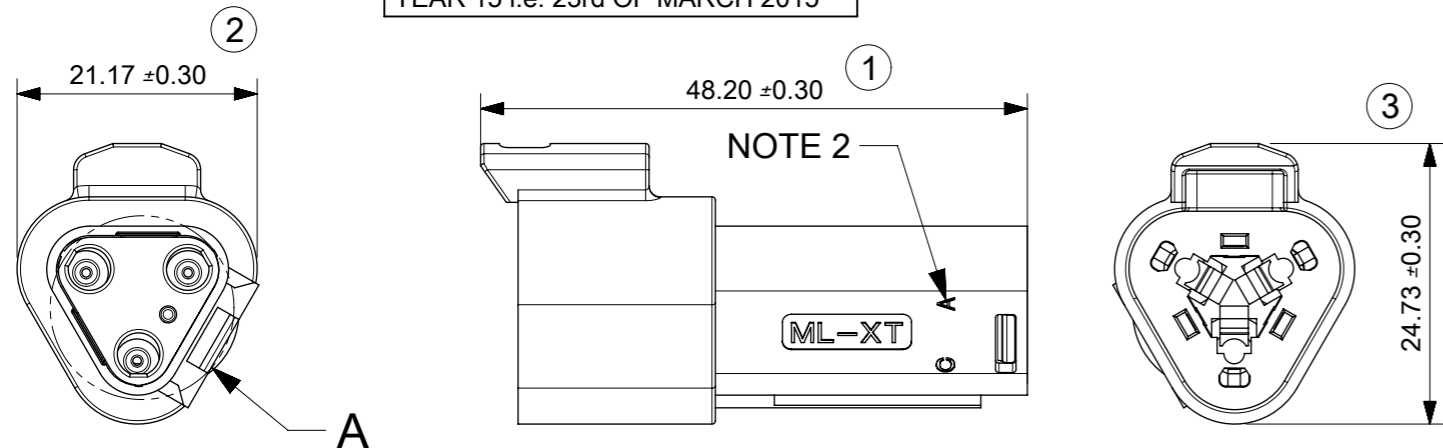 YEAR 15 i.e. 23rd OF MARCH 2015
2
21.17 ±0.30
1
48.20 ±0.30
3
NOTE 2
24.73 ±0.30
A
ML-XT
C
A